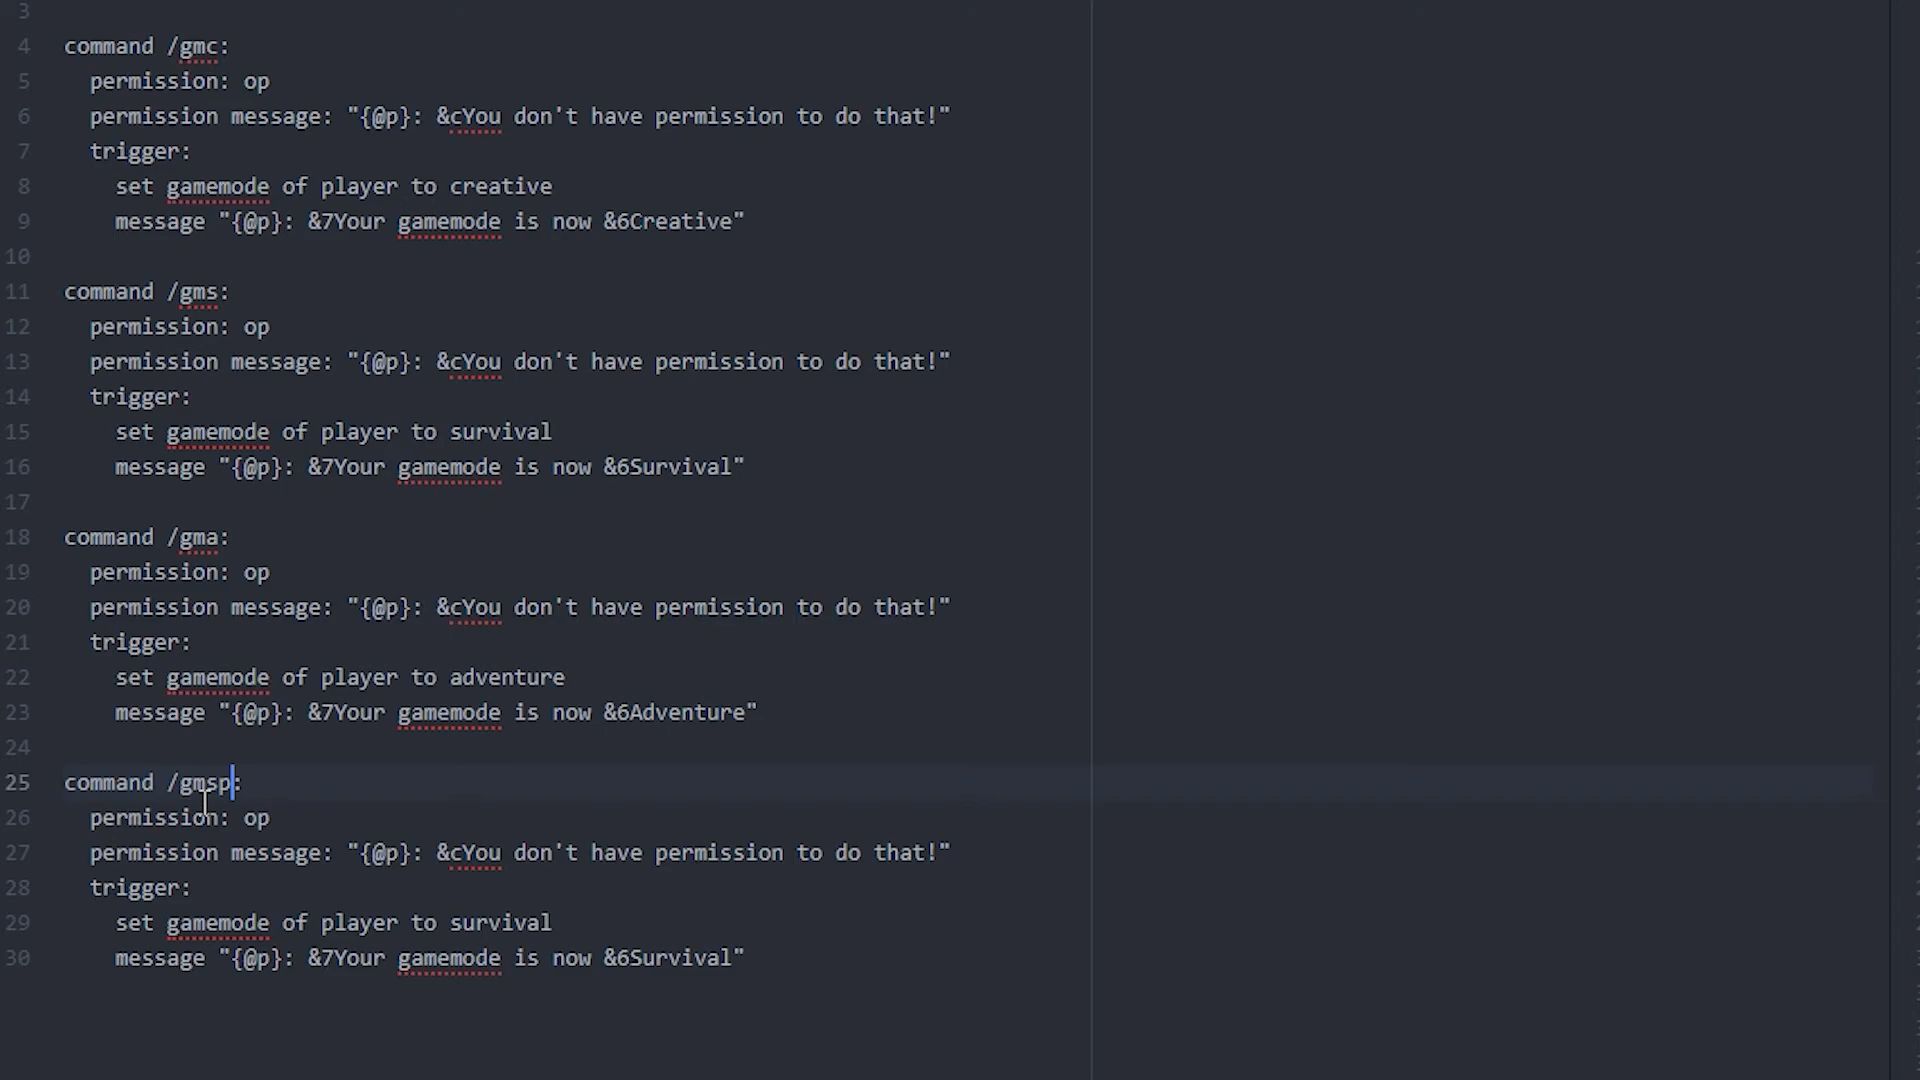 3
4 command /gmc:
5 permission: op
6 permission message: "{@p}: &cYou don't have permission to do that!"
7 trigger:
8 set gamemode of player to creative
9 message "{@p}: &7Your gamemode is now &6Creative"
10
11 command /gms:
12 permission: op
13 permission message: "{@p}: &cYou don't have permission to do that!"
14 trigger:
15 set gamemode of player to survival
16 message "{@p}: &7Your gamemode is now &6Survival"
17
18 command /gma:
19 permission: op
20 permission message: "{@p}: &cYou don't have permission to do that!"
21 trigger:
22 set gamemode of player to adventure
23 message "{@p}: &7Your gamemode is now &6Adventure"
24
25 command /gmsp:
26 permission: op
27 permission message: "{@p}: &cYou don't have permission to do that!"
28 trigger:
29 set gamemode of player to survival
30 message "{@p}: &7Your gamemode is now &6Survival"